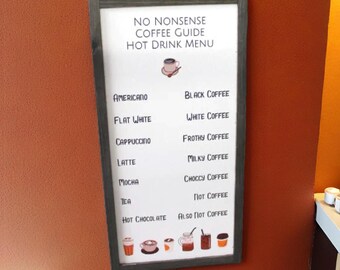 No Nonsense
Coffee Guide
Hot Drink Menu
Americano Black Coffee
Flat White White Coffee
Cappuccino Frothy Coffee
Latte Milky Coffee
Mocha Choccy Coffee
Tea Not Coffee
Hot Chocolate Also Not Coffee